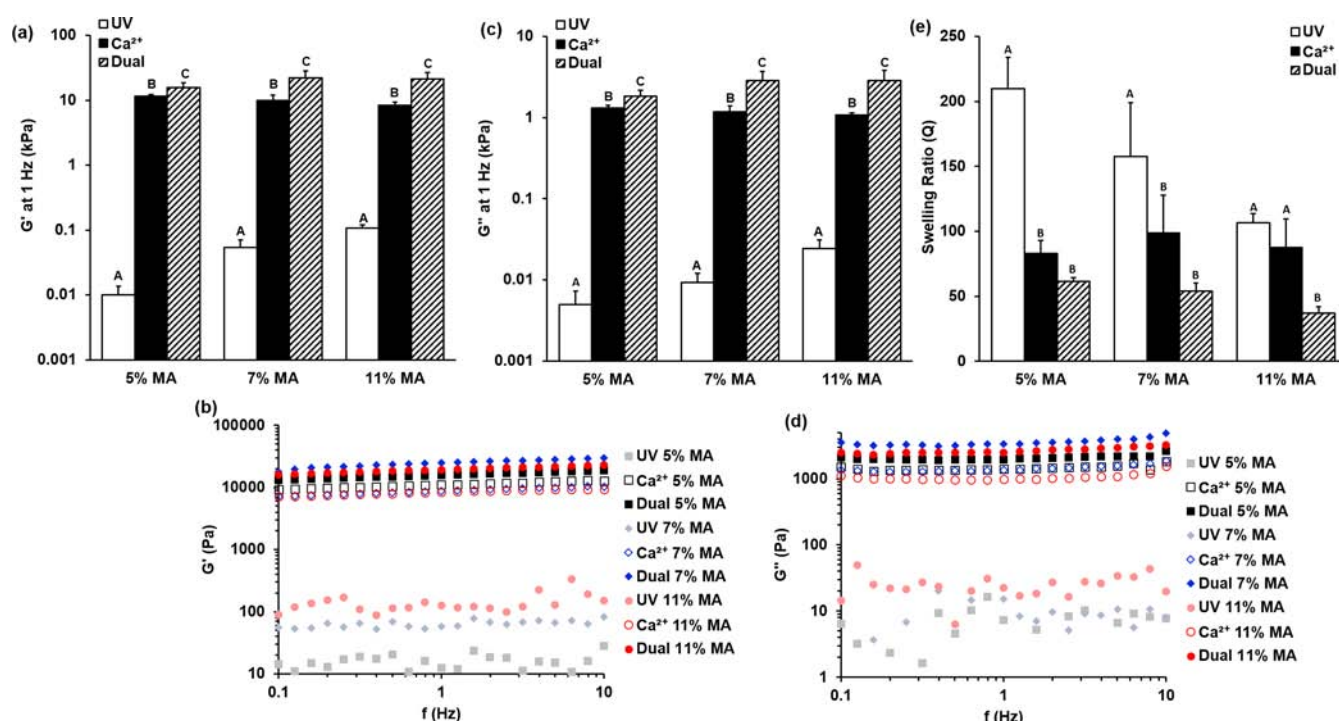 (a)
UV
Ca²⁺
Dual
G' at 1 Hz (kPa)
100
10
1
0.1
0.01
0.001
A
B
C
A
B
C
A
B
C
5% MA
7% MA
11% MA
(c)
UV
Ca²⁺
Dual
G'' at 1 Hz (kPa)
10
1
0.1
0.01
0.001
A
B
C
A
B
C
A
B
C
5% MA
7% MA
11% MA
(e)
UV
Ca²⁺
Dual
Swelling Ratio (Q)
250
200
150
100
50
0
A
B
B
A
B
B
A
A
B
5% MA
7% MA
11% MA
(b)
G' (Pa)
100000
10000
1000
100
10
0.1
1
10
f (Hz)
UV 5% MA
Ca²⁺ 5% MA
Dual 5% MA
UV 7% MA
Ca²⁺ 7% MA
Dual 7% MA
UV 11% MA
Ca²⁺ 11% MA
Dual 11% MA
(d)
G'' (Pa)
1000
100
10
1
0.1
1
10
f (Hz)
UV 5% MA
Ca²⁺ 5% MA
Dual 5% MA
UV 7% MA
Ca²⁺ 7% MA
Dual 7% MA
UV 11% MA
Ca²⁺ 11% MA
Dual 11% MA